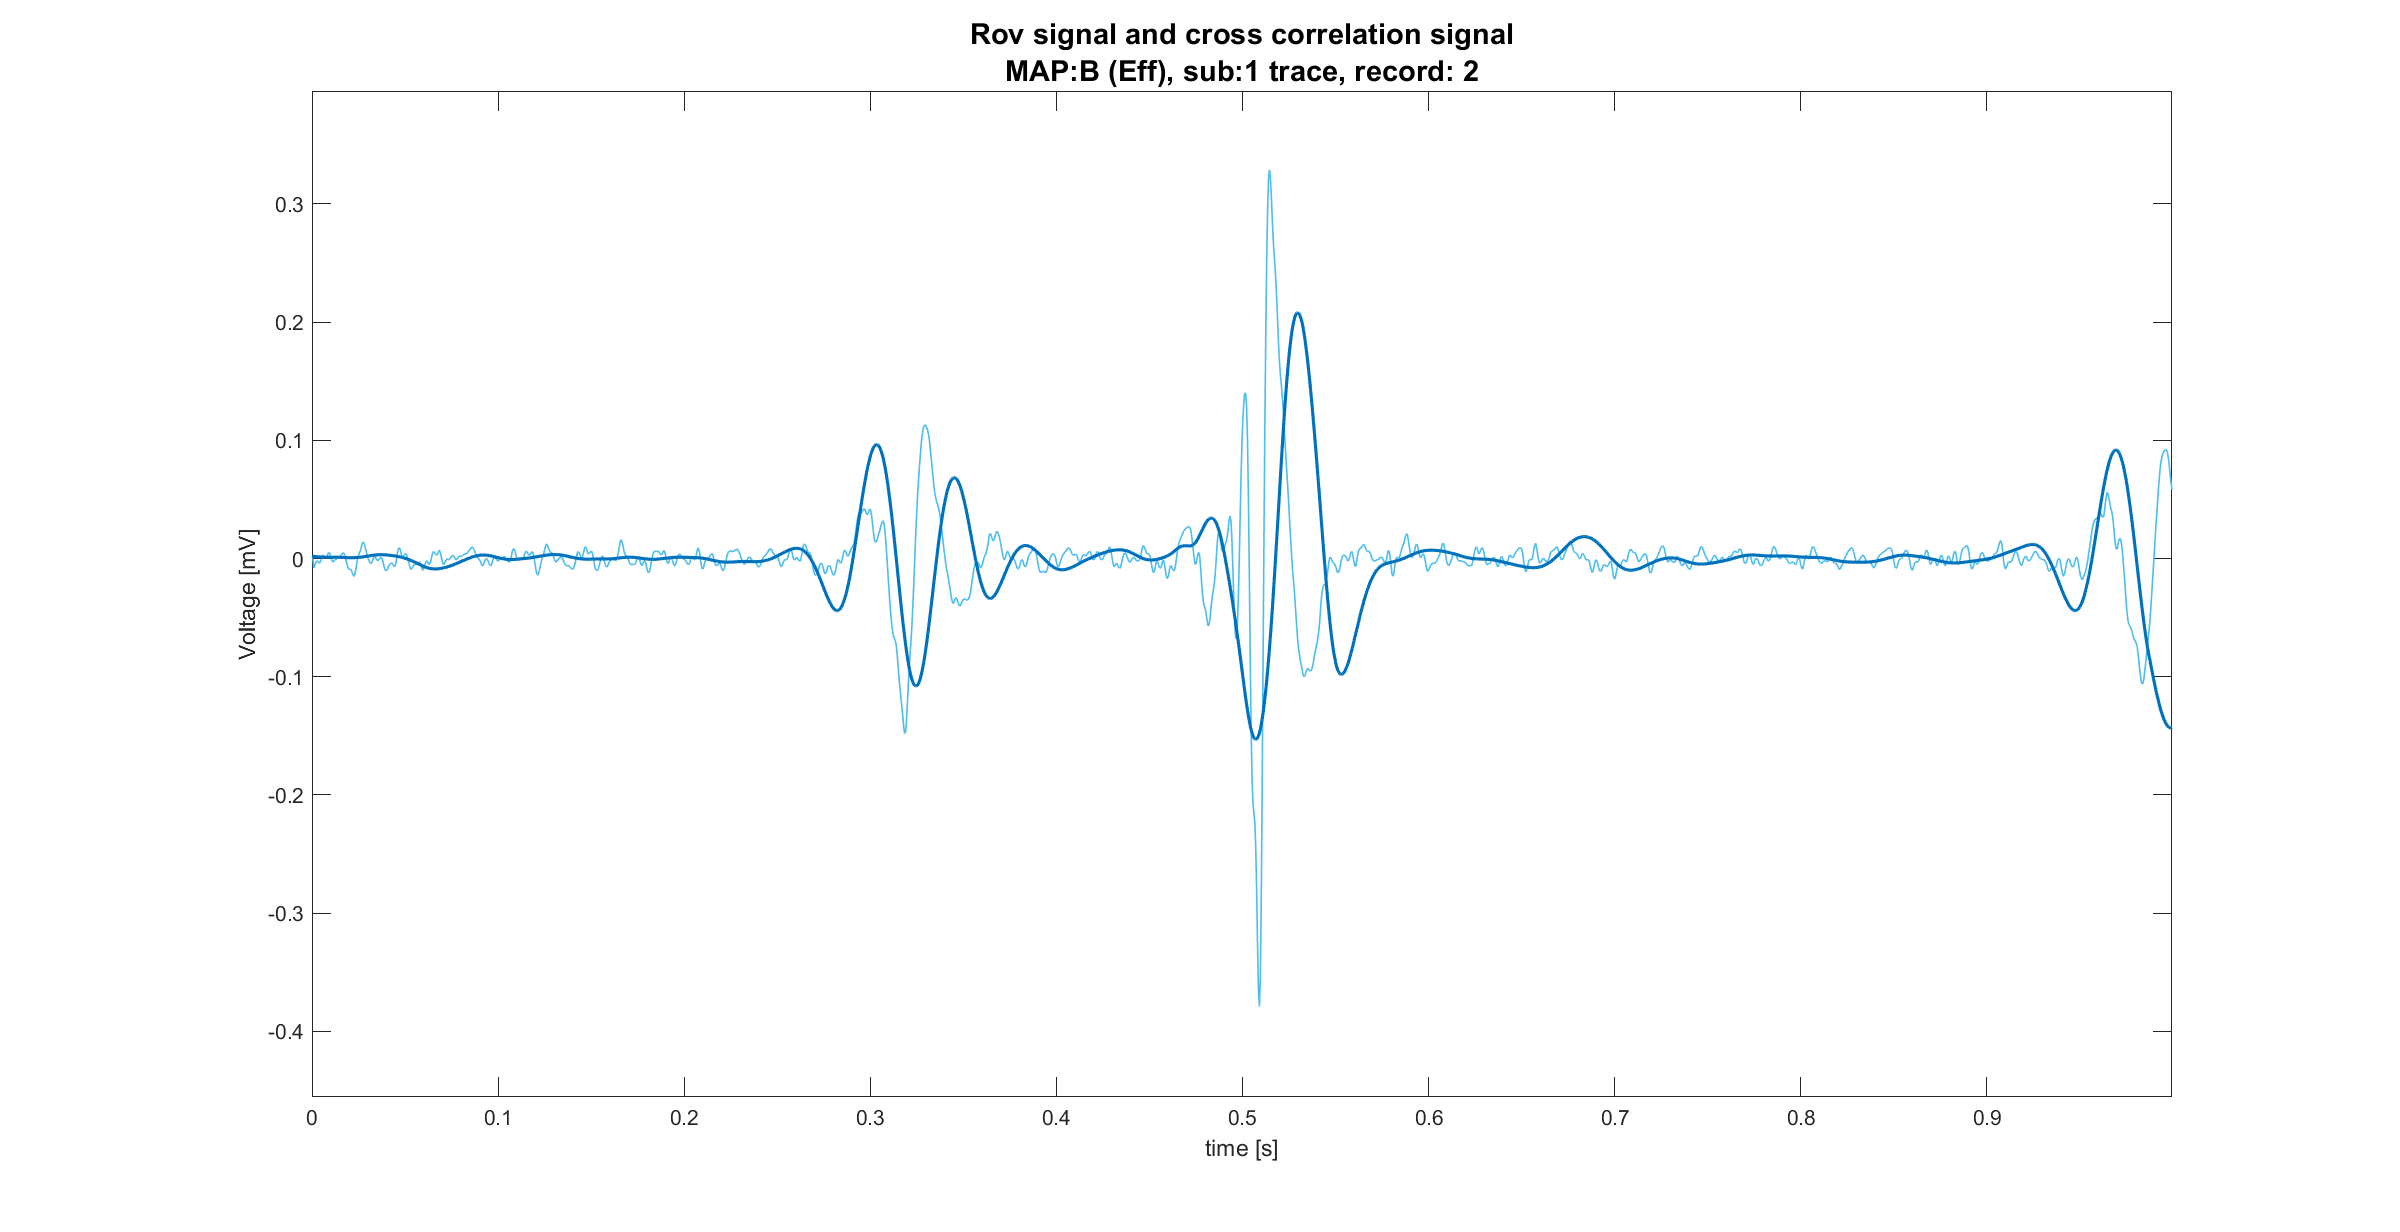 Rov signal and cross correlation signal
MAP:B (Eff), sub:1 trace, record: 2
Voltage [mV]
0.3
0.2
0.1
0
-0.1
-0.2
-0.3
-0.4
0 0.1 0.2 0.3 0.4 0.5 0.6 0.7 0.8 0.9
time [s]